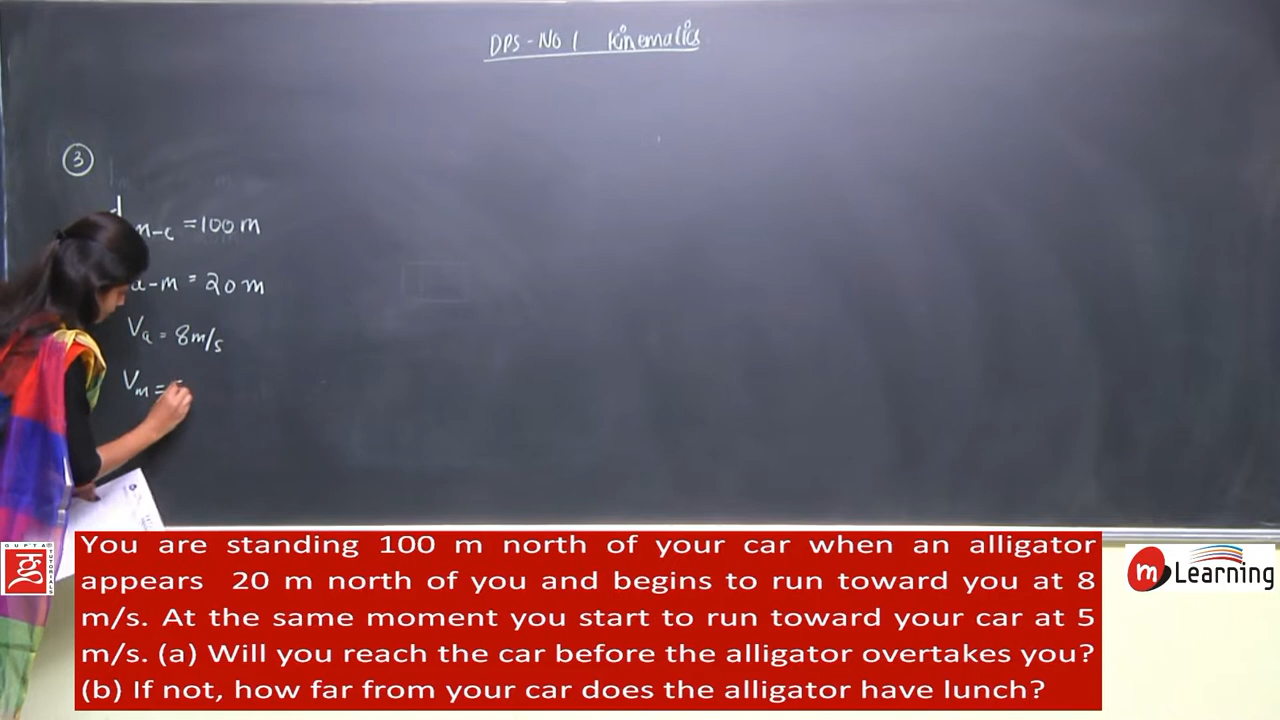 DPS - No 1 Kinematics
3
d m-c = 100 m
a-m = 20 m
Va = 8 m/s
Vm =
You are standing 100 m north of your car when an alligator
appears 20 m north of you and begins to run toward you at 8
m/s. At the same moment you start to run toward your car at 5
m/s. (a) Will you reach the car before the alligator overtakes you?
(b) If not, how far from your car does the alligator have lunch?
GUPTA
TUTORIALS
m Learning